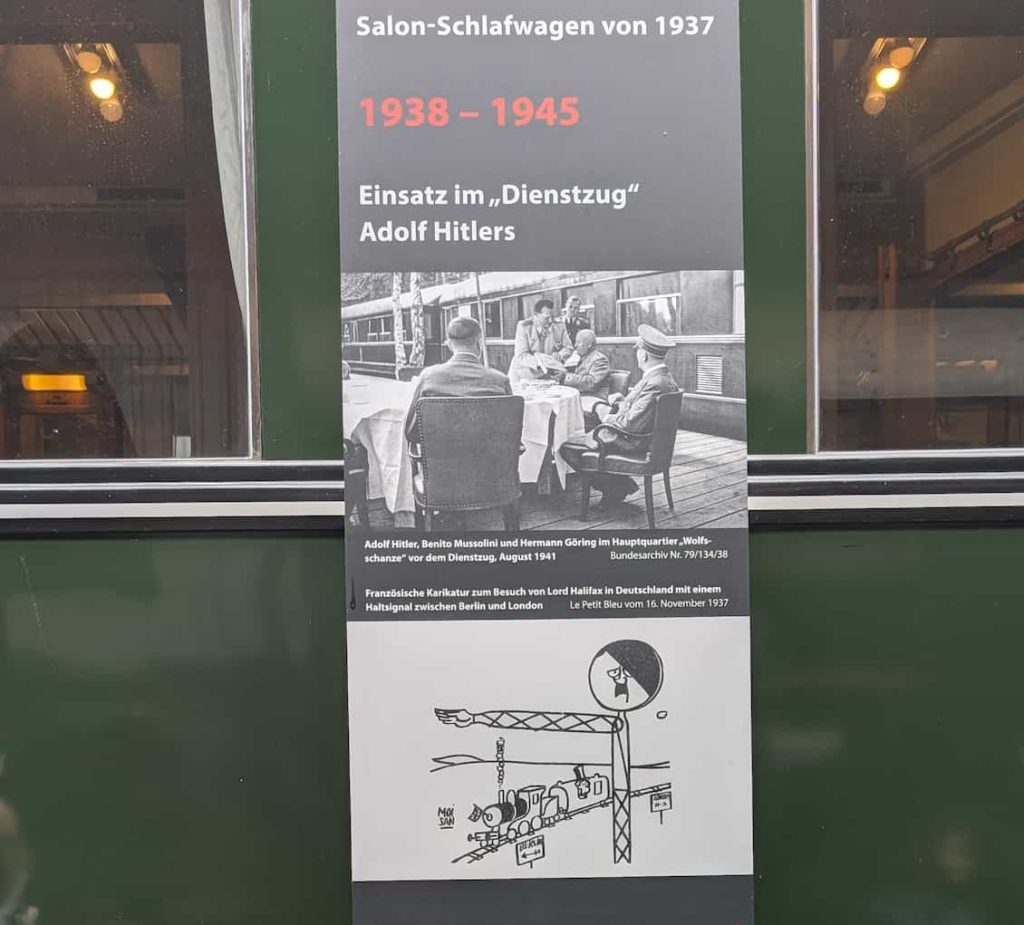 Salon-Schlafwagen von 1937
1938 – 1945
Einsatz im „Dienstzug“
Adolf Hitlers
Adolf Hitler, Benito Mussolini und Hermann Göring im Hauptquartier „Wolfs-
schanze“ vor dem Dienstzug, August 1941 Bundesarchiv Nr. 79/134/38
Französische Karikatur zum Besuch von Lord Halifax in Deutschland mit einem
Haltsignal zwischen Berlin und London Le Petit Bleu vom 16. November 1937
MOI
SAN
BERLIN